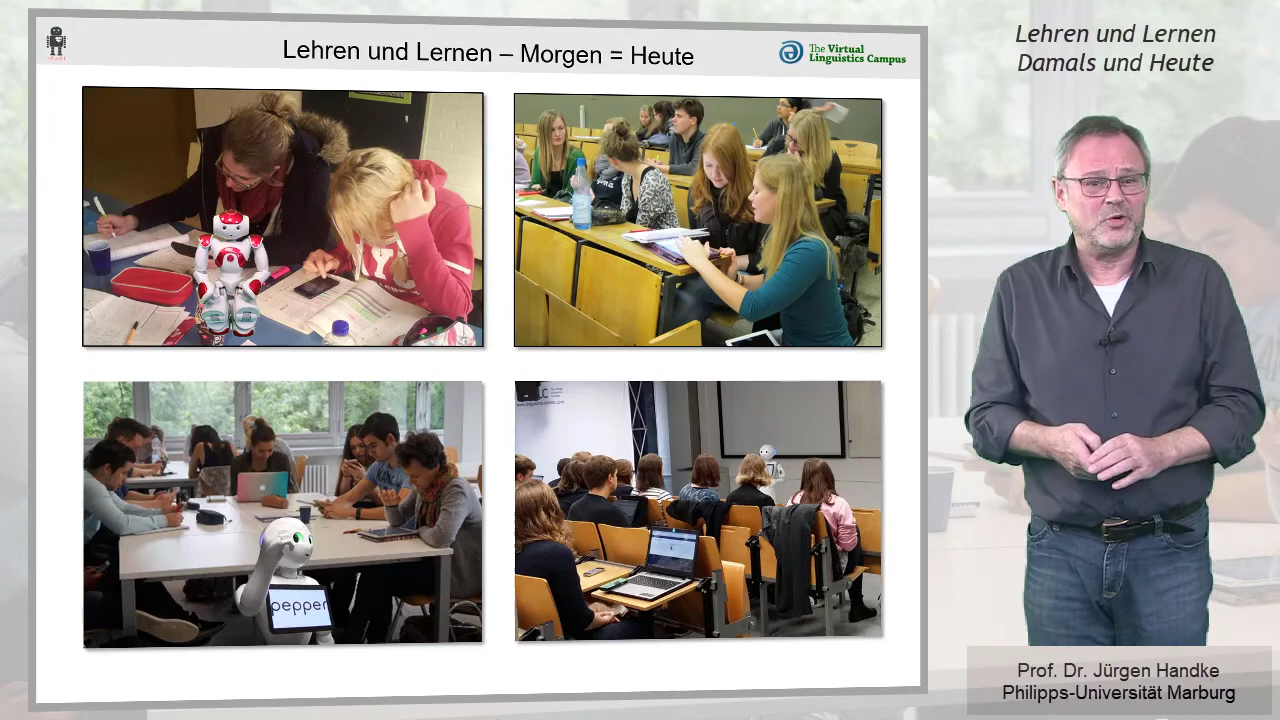 Lehren und Lernen – Morgen = Heute
The Virtual
Linguistics Campus
Lehren und Lernen
Damals und Heute
pepper
Prof. Dr. Jürgen Handke
Philipps-Universität Marburg